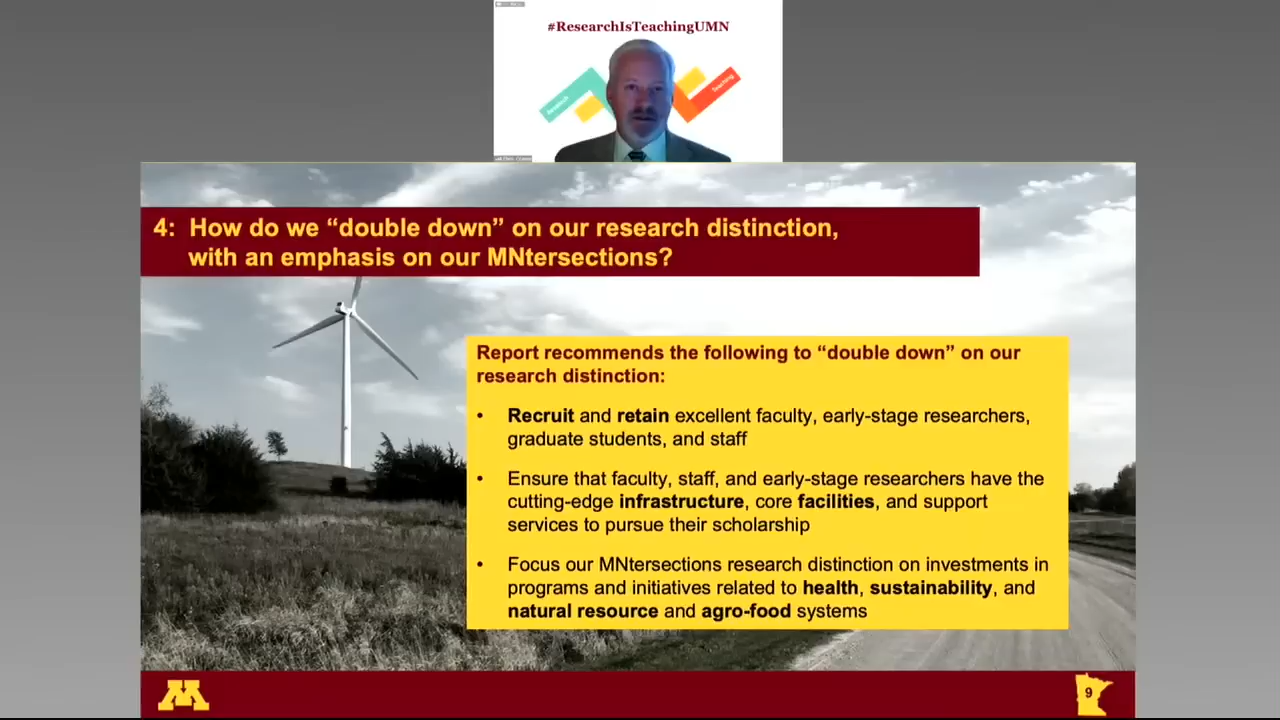 #ResearchIsTeachingUMN
Research
Teaching
4: How do we “double down” on our research distinction,
with an emphasis on our MNtersections?
Report recommends the following to “double down” on our
research distinction:
• Recruit and retain excellent faculty, early-stage researchers,
graduate students, and staff
• Ensure that faculty, staff, and early-stage researchers have the
cutting-edge infrastructure, core facilities, and support
services to pursue their scholarship
• Focus our MNtersections research distinction on investments in
programs and initiatives related to health, sustainability, and
natural resource and agro-food systems
M
9